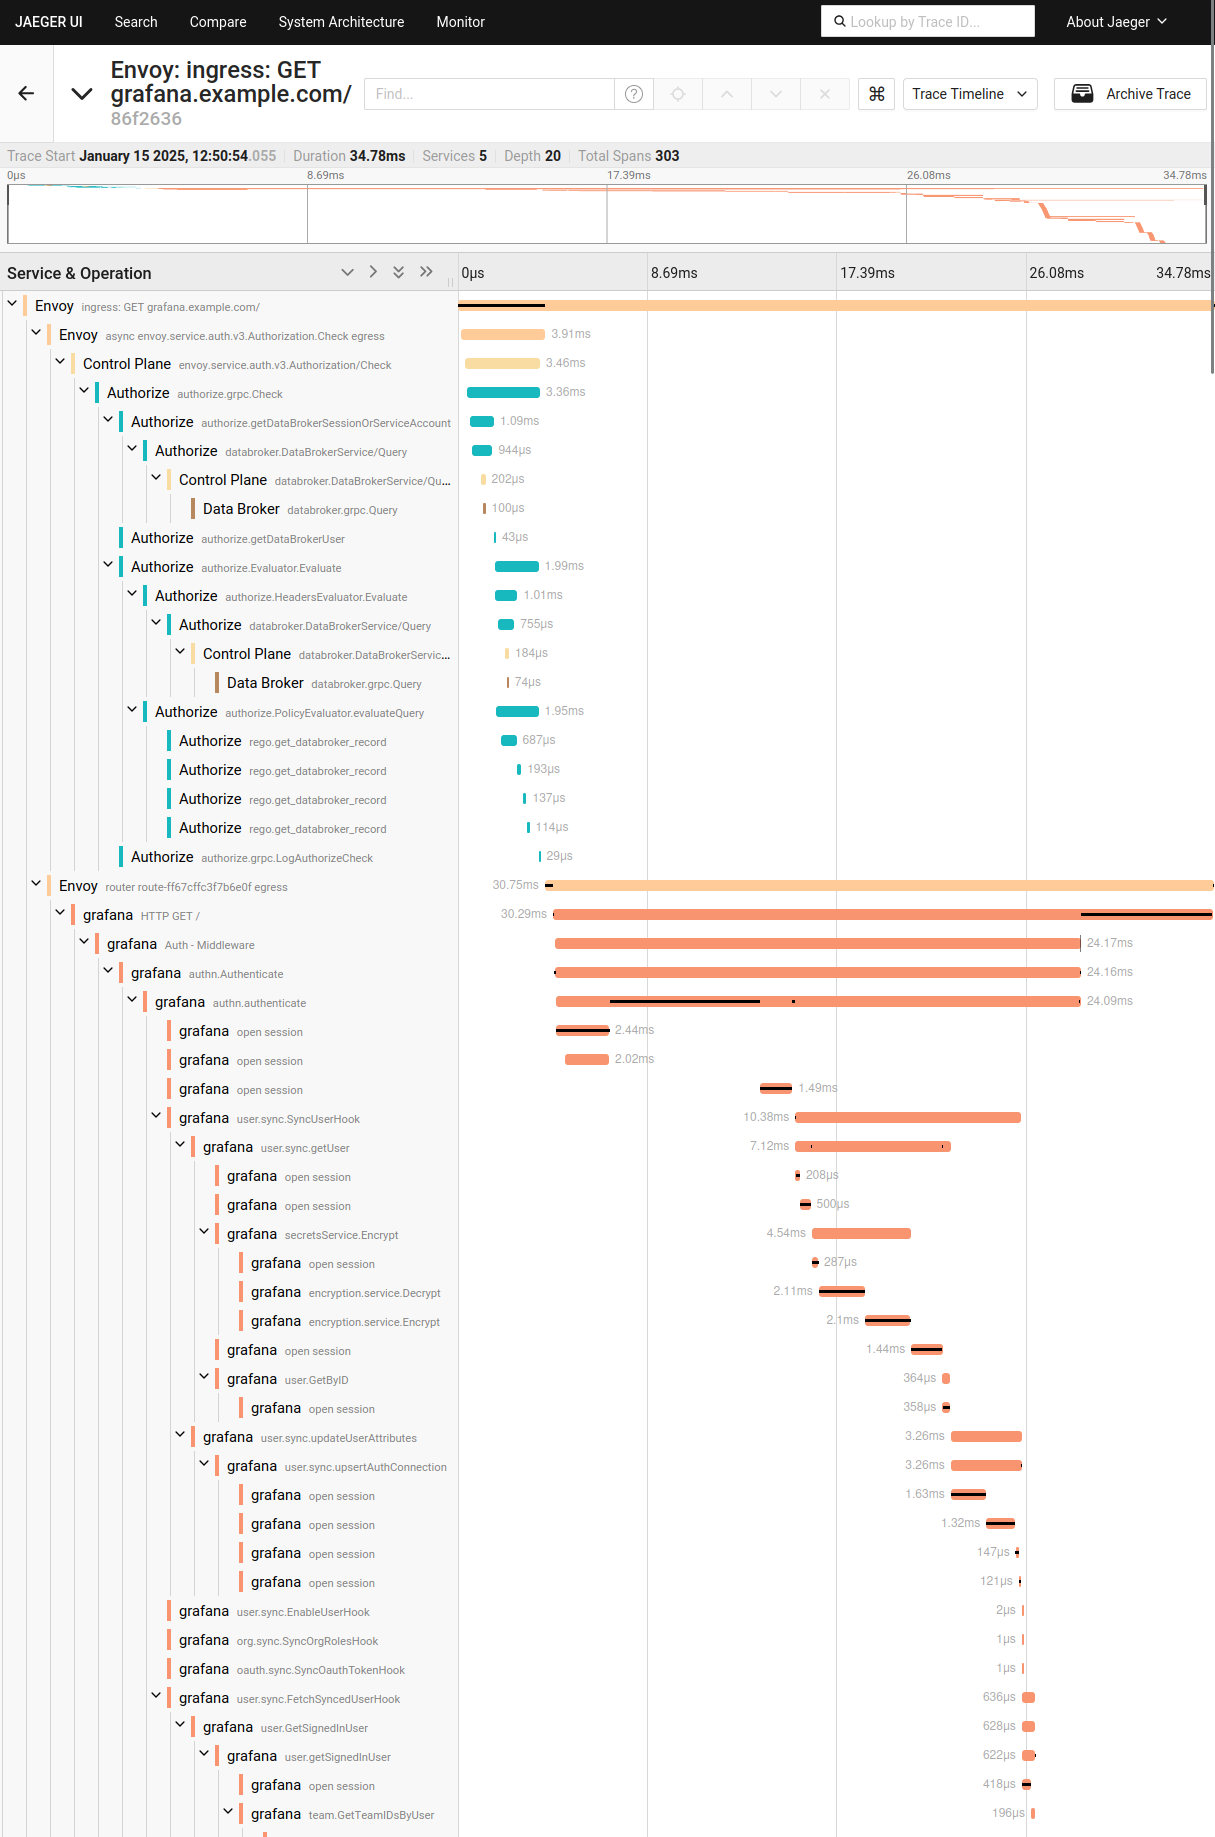 JAEGER UI Search Compare System Architecture Monitor Lookup by Trace ID... About Jaeger
Envoy: ingress: GET
grafana.example.com/
86f2636
Find... ? Trace Timeline Archive Trace
Trace Start January 15 2025, 12:50:54.055 Duration 34.78ms Services 5 Depth 20 Total Spans 303
0μs 8.69ms 17.39ms 26.08ms 34.78ms
Service & Operation 0μs 8.69ms 17.39ms 26.08ms 34.78ms
Envoy ingress: GET grafana.example.com/
Envoy async envoy.service.auth.v3.Authorization.Check egress 3.91ms
Control Plane envoy.service.auth.v3.Authorization/Check 3.46ms
Authorize authorize.grpc.Check 3.36ms
Authorize authorize.getDataBrokerSessionOrServiceAccount 1.09ms
Authorize databroker.DataBrokerService/Query 944μs
Control Plane databroker.DataBrokerService/Qu... 202μs
Data Broker databroker.grpc.Query 100μs
Authorize authorize.getDataBrokerUser 43μs
Authorize authorize.Evaluator.Evaluate 1.99ms
Authorize authorize.HeadersEvaluator.Evaluate 1.01ms
Authorize databroker.DataBrokerService/Query 755μs
Control Plane databroker.DataBrokerServic... 184μs
Data Broker databroker.grpc.Query 74μs
Authorize authorize.PolicyEvaluator.evaluateQuery 1.95ms
Authorize rego.get_databroker_record 687μs
Authorize rego.get_databroker_record 193μs
Authorize rego.get_databroker_record 137μs
Authorize rego.get_databroker_record 114μs
Authorize authorize.grpc.LogAuthorizeCheck 29μs
Envoy router route-ff67cffc3f7b6e0f egress 30.75ms
grafana HTTP GET / 30.29ms
grafana Auth - Middleware 24.17ms
grafana authn.Authenticate 24.16ms
grafana authn.authenticate 24.09ms
grafana open session 2.44ms
grafana open session 2.02ms
grafana open session 1.49ms
grafana user.sync.SyncUserHook 10.38ms
grafana user.sync.getUser 7.12ms
grafana open session 208μs
grafana open session 500μs
grafana secretsService.Encrypt 4.54ms
grafana open session 287μs
grafana encryption.service.Decrypt 2.11ms
grafana encryption.service.Encrypt 2.1ms
grafana open session 1.44ms
grafana user.GetByID 364μs
grafana open session 358μs
grafana user.sync.updateUserAttributes 3.26ms
grafana user.sync.upsertAuthConnection 3.26ms
grafana open session 1.63ms
grafana open session 1.32ms
grafana open session 147μs
grafana open session 121μs
grafana user.sync.EnableUserHook 2μs
grafana org.sync.SyncOrgRolesHook 1μs
grafana oauth.sync.SyncOauthTokenHook 1μs
grafana user.sync.FetchSyncedUserHook 636μs
grafana user.GetSignedInUser 628μs
grafana user.getSignedInUser 622μs
grafana open session 418μs
grafana team.GetTeamIDsByUser 196μs